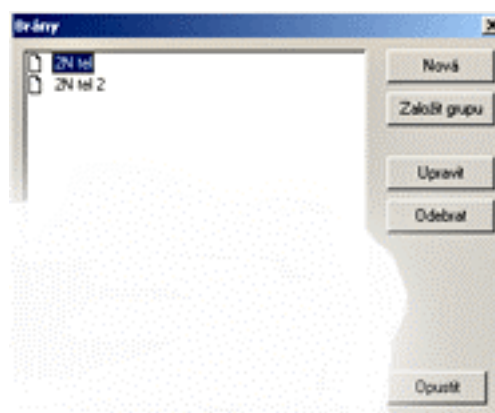 Brány
2N tel
2N tel 2
Nová
Založit grupu
Upravit
Odebrat
Opustit